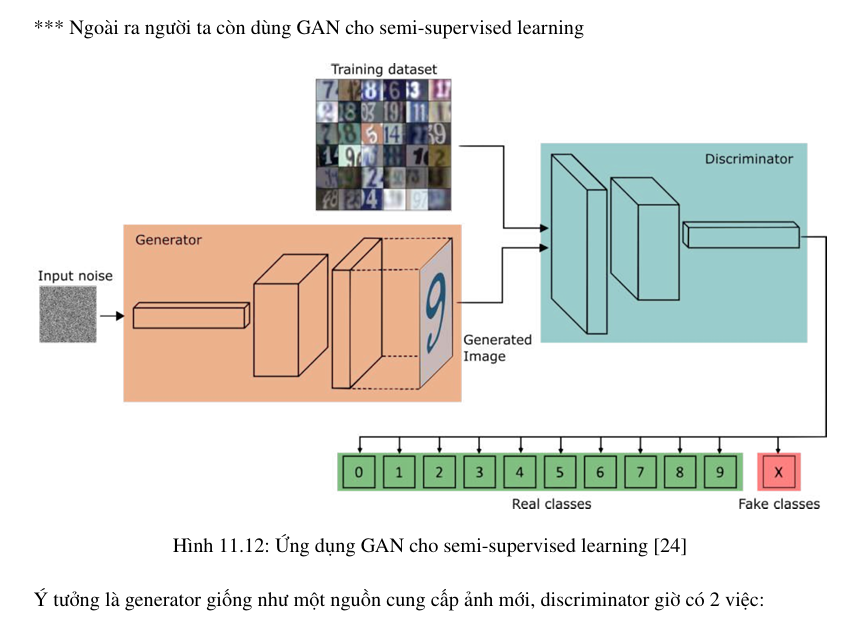 *** Ngoài ra người ta còn dùng GAN cho semi-supervised learning
Training dataset
Discriminator
Generator
Input noise
9
Generated
Image
0 1 2 3 4 5 6 7 8 9 X
Real classes
Fake classes
Hình 11.12: Ứng dụng GAN cho semi-supervised learning [24]
Ý tưởng là generator giống như một nguồn cung cấp ảnh mới, discriminator giờ có 2 việc: